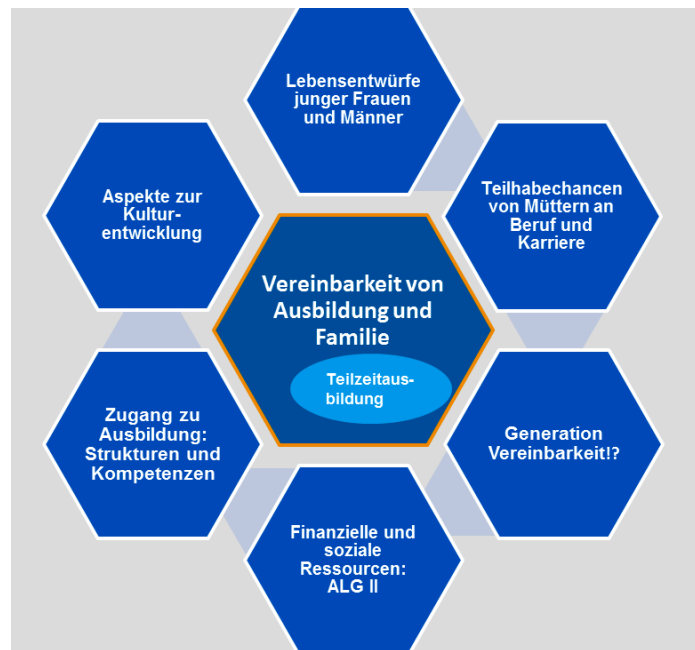 Lebensentwürfe
junger Frauen
und Männer
Teilhabechancen
von Müttern an
Beruf und
Karriere
Generation
Vereinbarkeit!?
Finanzielle und
soziale
Ressourcen:
ALG II
Zugang zu
Ausbildung:
Strukturen und
Kompetenzen
Aspekte zur
Kultur-
entwicklung
Vereinbarkeit von
Ausbildung und
Familie
Teilzeitaus-
bildung